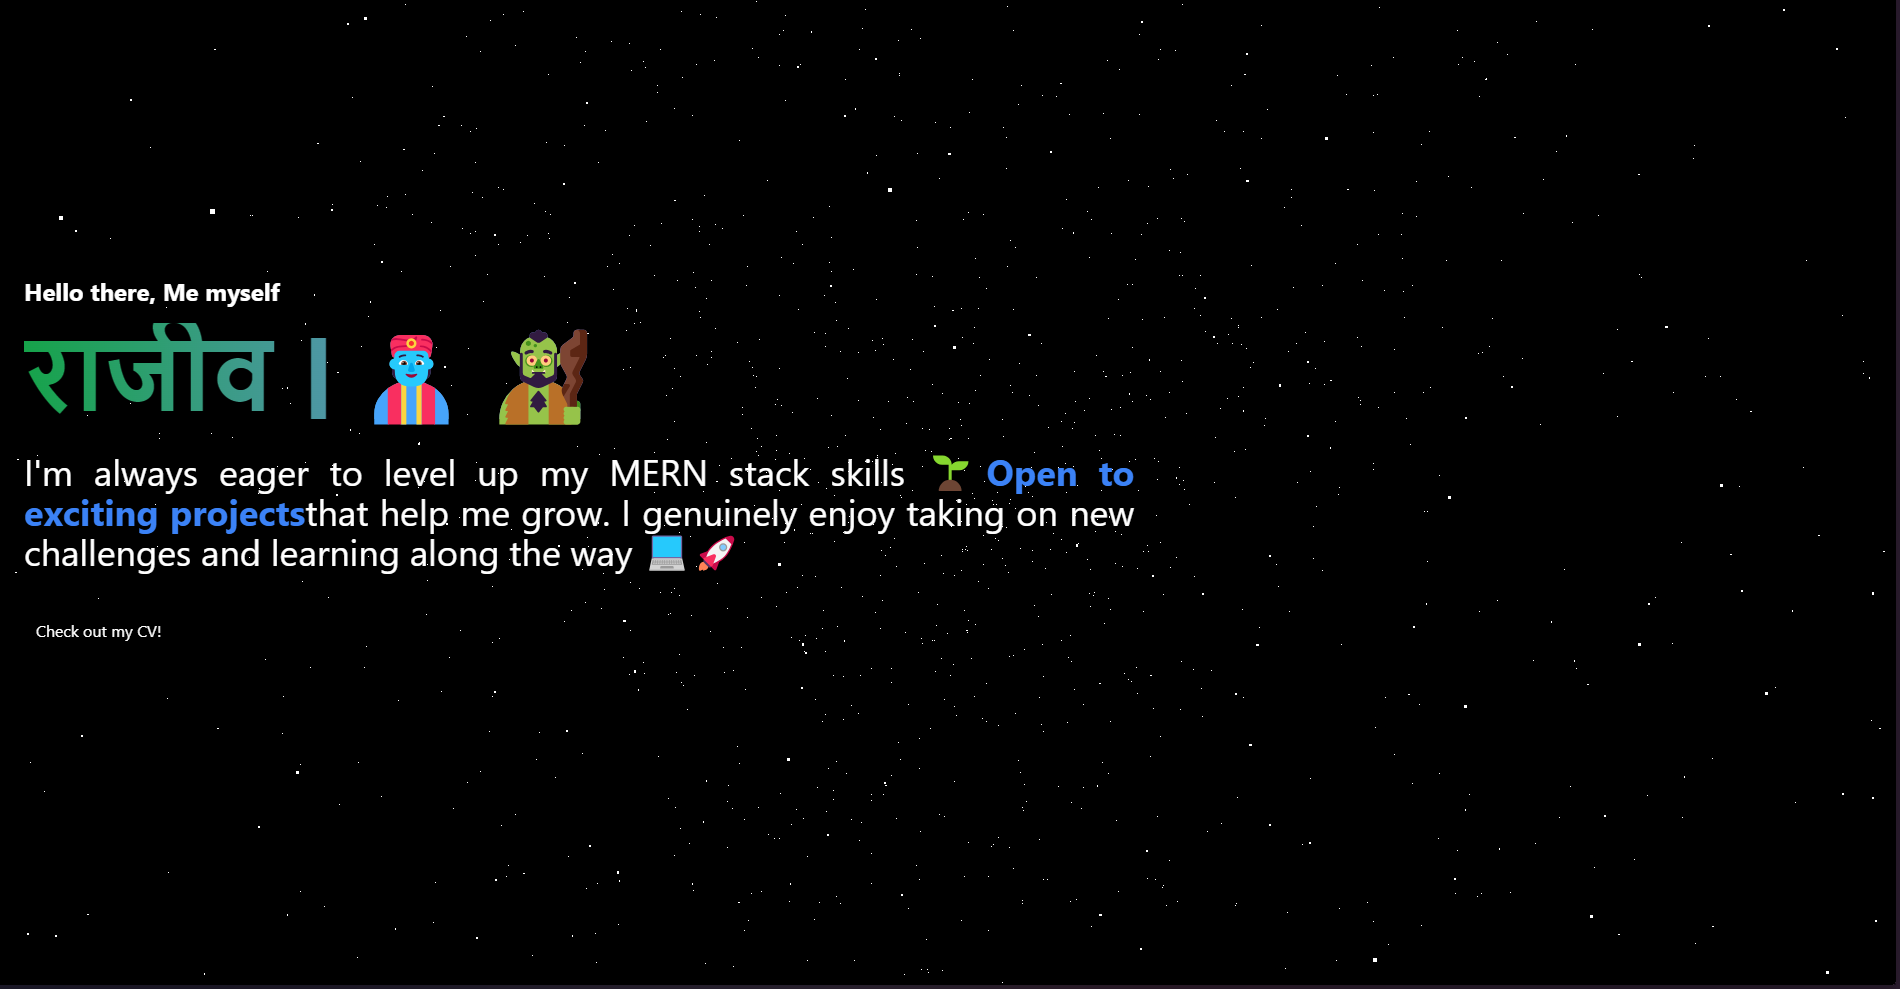 Hello there, Me myself
राजीव |
I'm always eager to level up my MERN stack skills 🌱 Open to
exciting projectsthat help me grow. I genuinely enjoy taking on new
challenges and learning along the way 💻 🚀
Check out my CV!